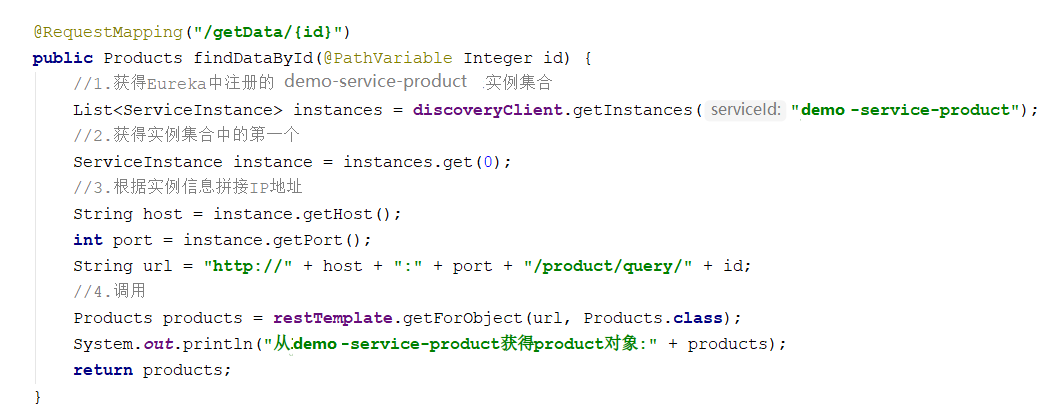 @RequestMapping("/getData/{id}")
public Products findDataById(@PathVariable Integer id) {
//1.获得Eureka中注册的 demo-service-product 实例集合
List<ServiceInstance> instances = discoveryClient.getInstances( serviceId: "demo -service-product");
//2.获得实例集合中的第一个
ServiceInstance instance = instances.get(0);
//3.根据实例信息拼接IP地址
String host = instance.getHost();
int port = instance.getPort();
String url = "http://" + host + ":" + port + "/product/query/" + id;
//4.调用
Products products = restTemplate.getForObject(url, Products.class);
System.out.println("从demo -service-product获得product对象:" + products);
return products;
}